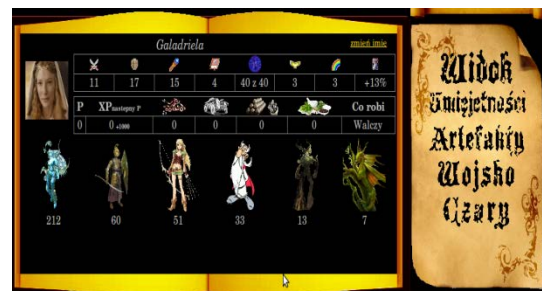 Galadriela zmień imię
11 17 15 4 40 z 40 3 3 +13%
P XP następny P Co robi
0 0 +1000 0 0 0 0 Walczy
212 60 51 33 13 7
Widok
Umiejętności
Artefakty
Wojsko
Czary